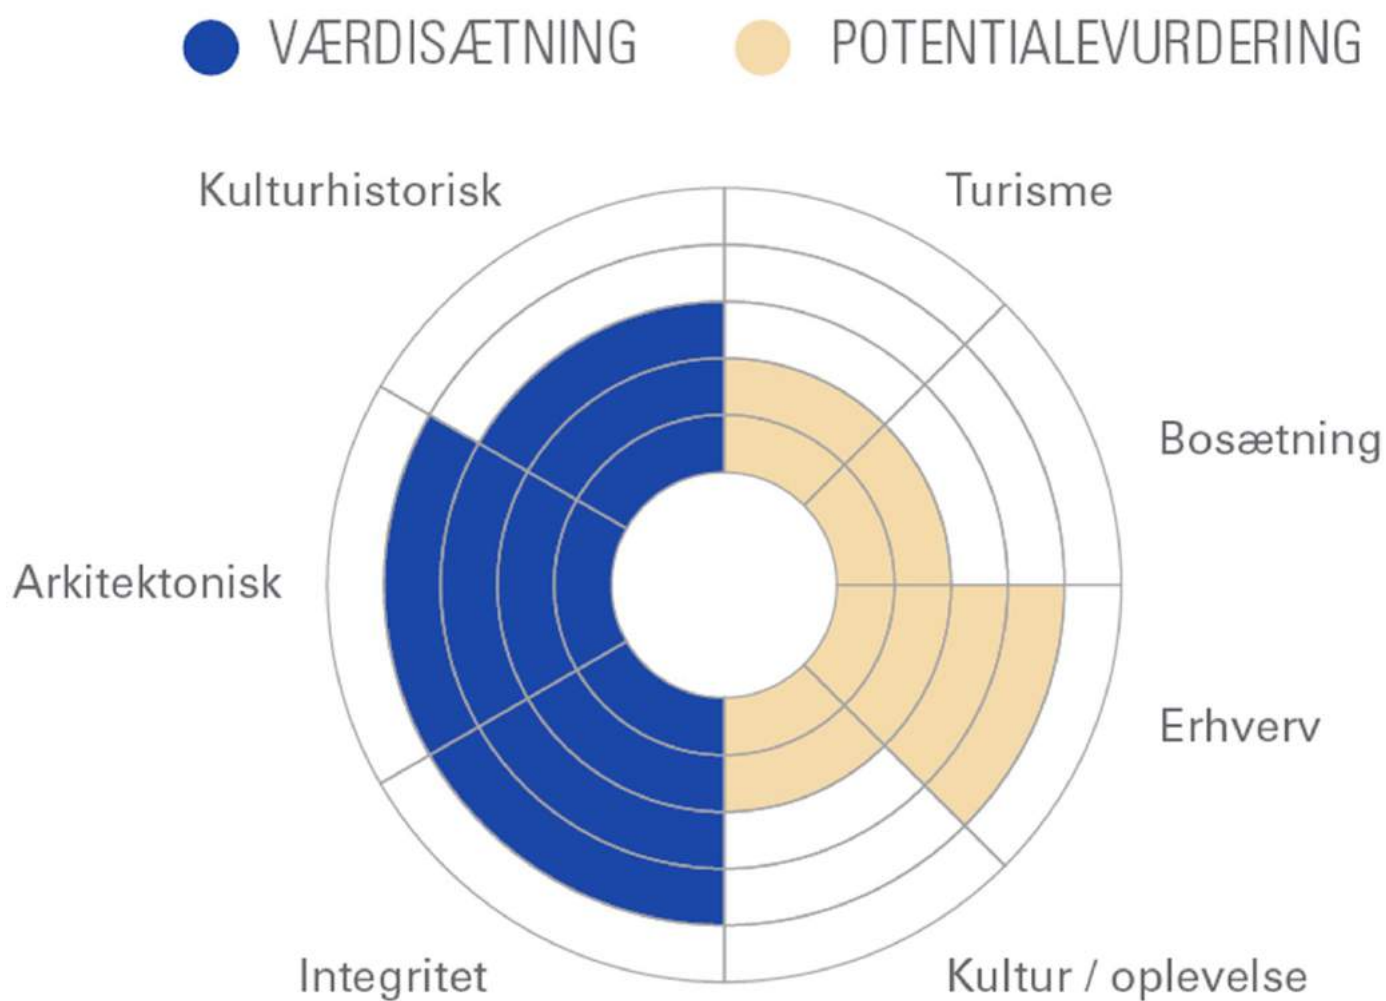 VÆRDISÆTNING
POTENTIALEVURDERING
Kulturhistorisk
Turisme
Bosætning
Arkitektonisk
Erhverv
Integritet
Kultur / oplevelse